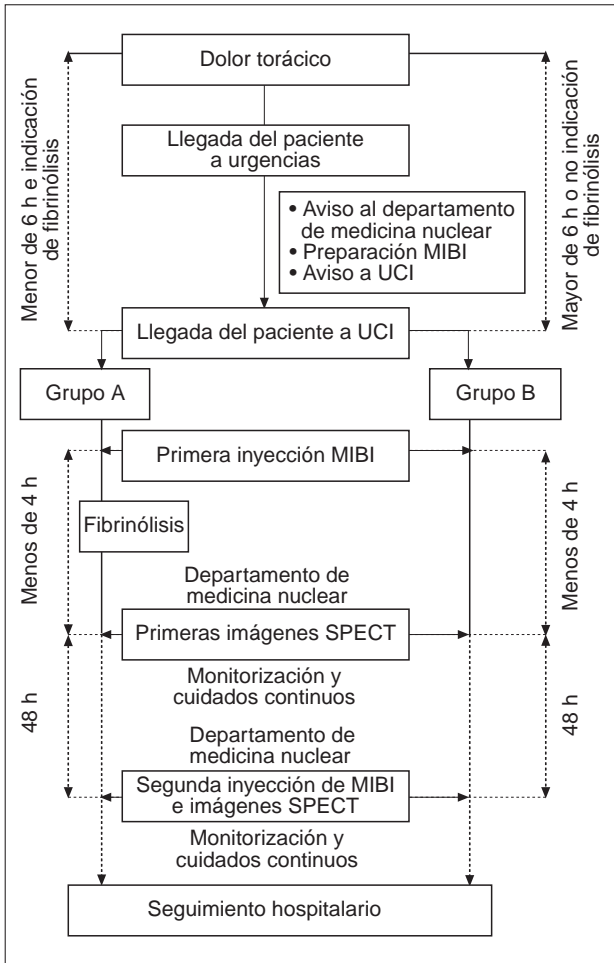 Dolor torácico
Menor de 6 h e indicación
de fibrinólisis
Mayor de 6 h o no indicación
de fibrinólisis
Llegada del paciente
a urgencias
• Aviso al departamento
de medicina nuclear
• Preparación MIBI
• Aviso a UCI
Llegada del paciente a UCI
Grupo A
Grupo B
Primera inyección MIBI
Menos de 4 h
Fibrinólisis
Menos de 4 h
Departamento de
medicina nuclear
Primeras imágenes SPECT
Monitorización y
cuidados continuos
48 h
48 h
Departamento de
medicina nuclear
Segunda inyección de MIBI
e imágenes SPECT
Monitorización y
cuidados continuos
Seguimiento hospitalario